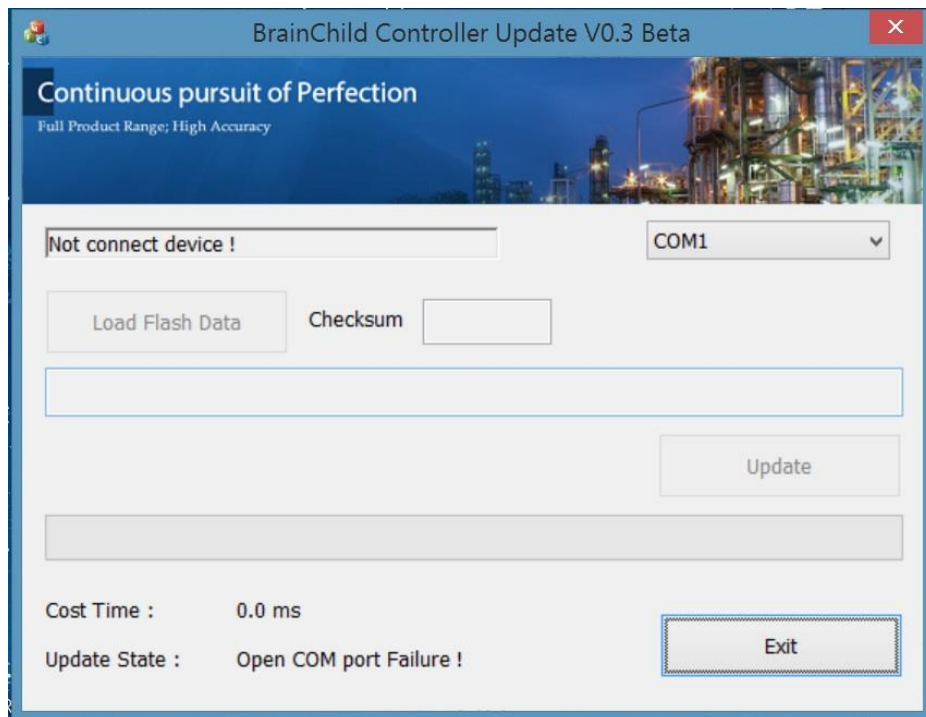 BrainChild Controller Update V0.3 Beta
Continuous pursuit of Perfection
Full Product Range; High Accuracy
Not connect device !
COM1
Load Flash Data
Checksum
Update
Cost Time :
0.0 ms
Update State :
Open COM port Failure !
Exit